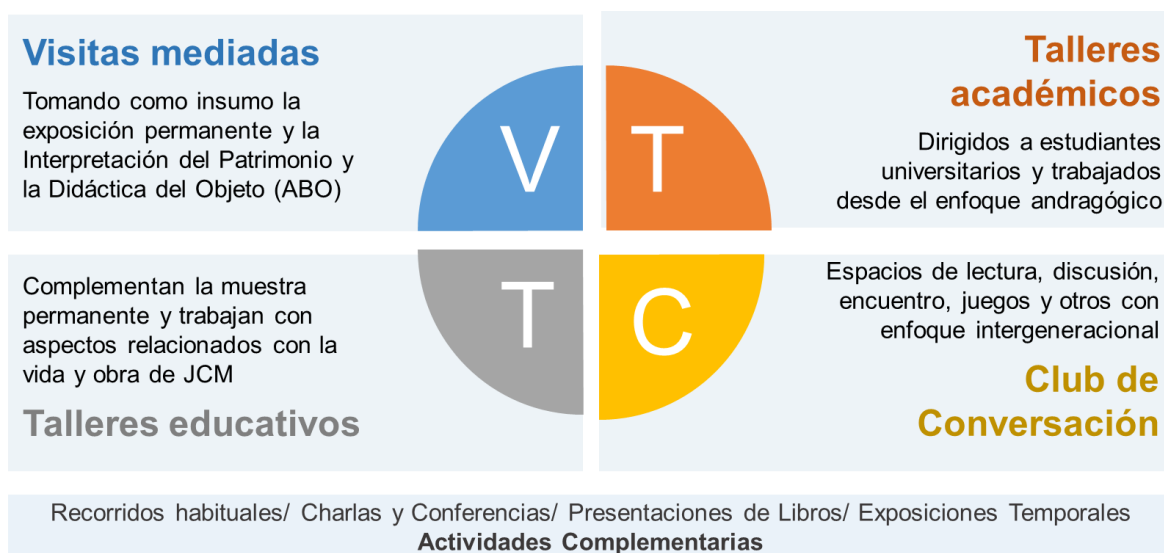 Visitas mediadas
Tomando como insumo la
exposición permanente y la
Interpretación del Patrimonio y
la Didáctica del Objeto (ABO)
V
T
Talleres
académicos
Dirigidos a estudiantes
universitarios y trabajados
desde el enfoque andragógico
Complementan la muestra
permanente y trabajan con
aspectos relacionados con la
vida y obra de JCM
Talleres educativos
T
C
Espacios de lectura, discusión,
encuentro, juegos y otros con
enfoque intergeneracional
Club de
Conversación
Recorridos habituales/ Charlas y Conferencias/ Presentaciones de Libros/ Exposiciones Temporales
Actividades Complementarias